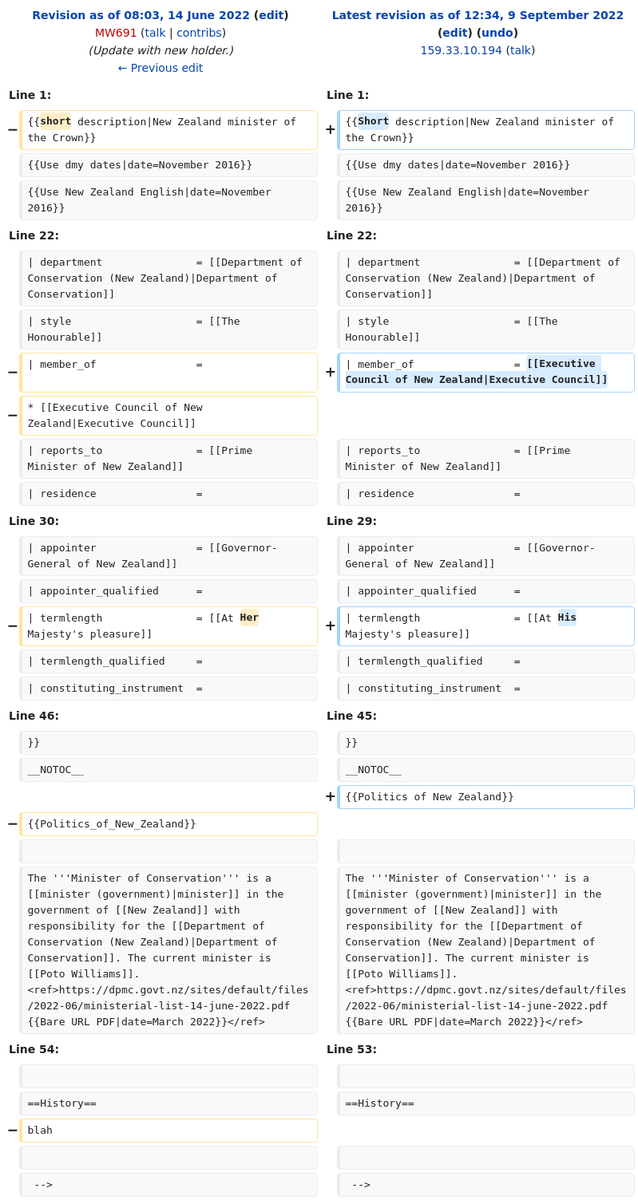 Revision as of 08:03, 14 June 2022 (edit)
MW691 (talk | contribs)
(Update with new holder.)
← Previous edit
Latest revision as of 12:34, 9 September 2022
(edit) (undo)
159.33.10.194 (talk)
Line 1:
Line 1:
− {{short description|New Zealand minister of
the Crown}}
+ {{Short description|New Zealand minister of
the Crown}}
{{Use dmy dates|date=November 2016}}
{{Use dmy dates|date=November 2016}}
{{Use New Zealand English|date=November
2016}}
{{Use New Zealand English|date=November
2016}}
Line 22:
Line 22:
| department = [[Department of
Conservation (New Zealand)|Department of
Conservation]]
| department = [[Department of
Conservation (New Zealand)|Department of
Conservation]]
| style = [[The
Honourable]]
| style = [[The
Honourable]]
− | member_of =
+ | member_of = [[Executive
Council of New Zealand|Executive Council]]
− * [[Executive Council of New
Zealand|Executive Council]]
| reports_to = [[Prime
Minister of New Zealand]]
| reports_to = [[Prime
Minister of New Zealand]]
| residence =
| residence =
Line 30:
Line 29:
| appointer = [[Governor-
General of New Zealand]]
| appointer = [[Governor-
General of New Zealand]]
| appointer_qualified =
| appointer_qualified =
− | termlength = [[At Her
Majesty's pleasure]]
+ | termlength = [[At His
Majesty's pleasure]]
| termlength_qualified =
| termlength_qualified =
| constituting_instrument =
| constituting_instrument =
Line 46:
Line 45:
}}
}}
__NOTOC__
__NOTOC__
+ {{Politics of New Zealand}}
− {{Politics_of_New_Zealand}}
The '''Minister of Conservation''' is a
[[minister (government)|minister]] in the
government of [[New Zealand]] with
responsibility for the [[Department of
Conservation (New Zealand)|Department of
Conservation]]. The current minister is
[[Poto Williams]].
<ref>https://dpmc.govt.nz/sites/default/files
/2022-06/ministerial-list-14-june-2022.pdf
{{Bare URL PDF|date=March 2022}}</ref>
The '''Minister of Conservation''' is a
[[minister (government)|minister]] in the
government of [[New Zealand]] with
responsibility for the [[Department of
Conservation (New Zealand)|Department of
Conservation]]. The current minister is
[[Poto Williams]].
<ref>https://dpmc.govt.nz/sites/default/files
/2022-06/ministerial-list-14-june-2022.pdf
{{Bare URL PDF|date=March 2022}}</ref>
Line 54:
Line 53:
==History==
==History==
− blah
-->
-->